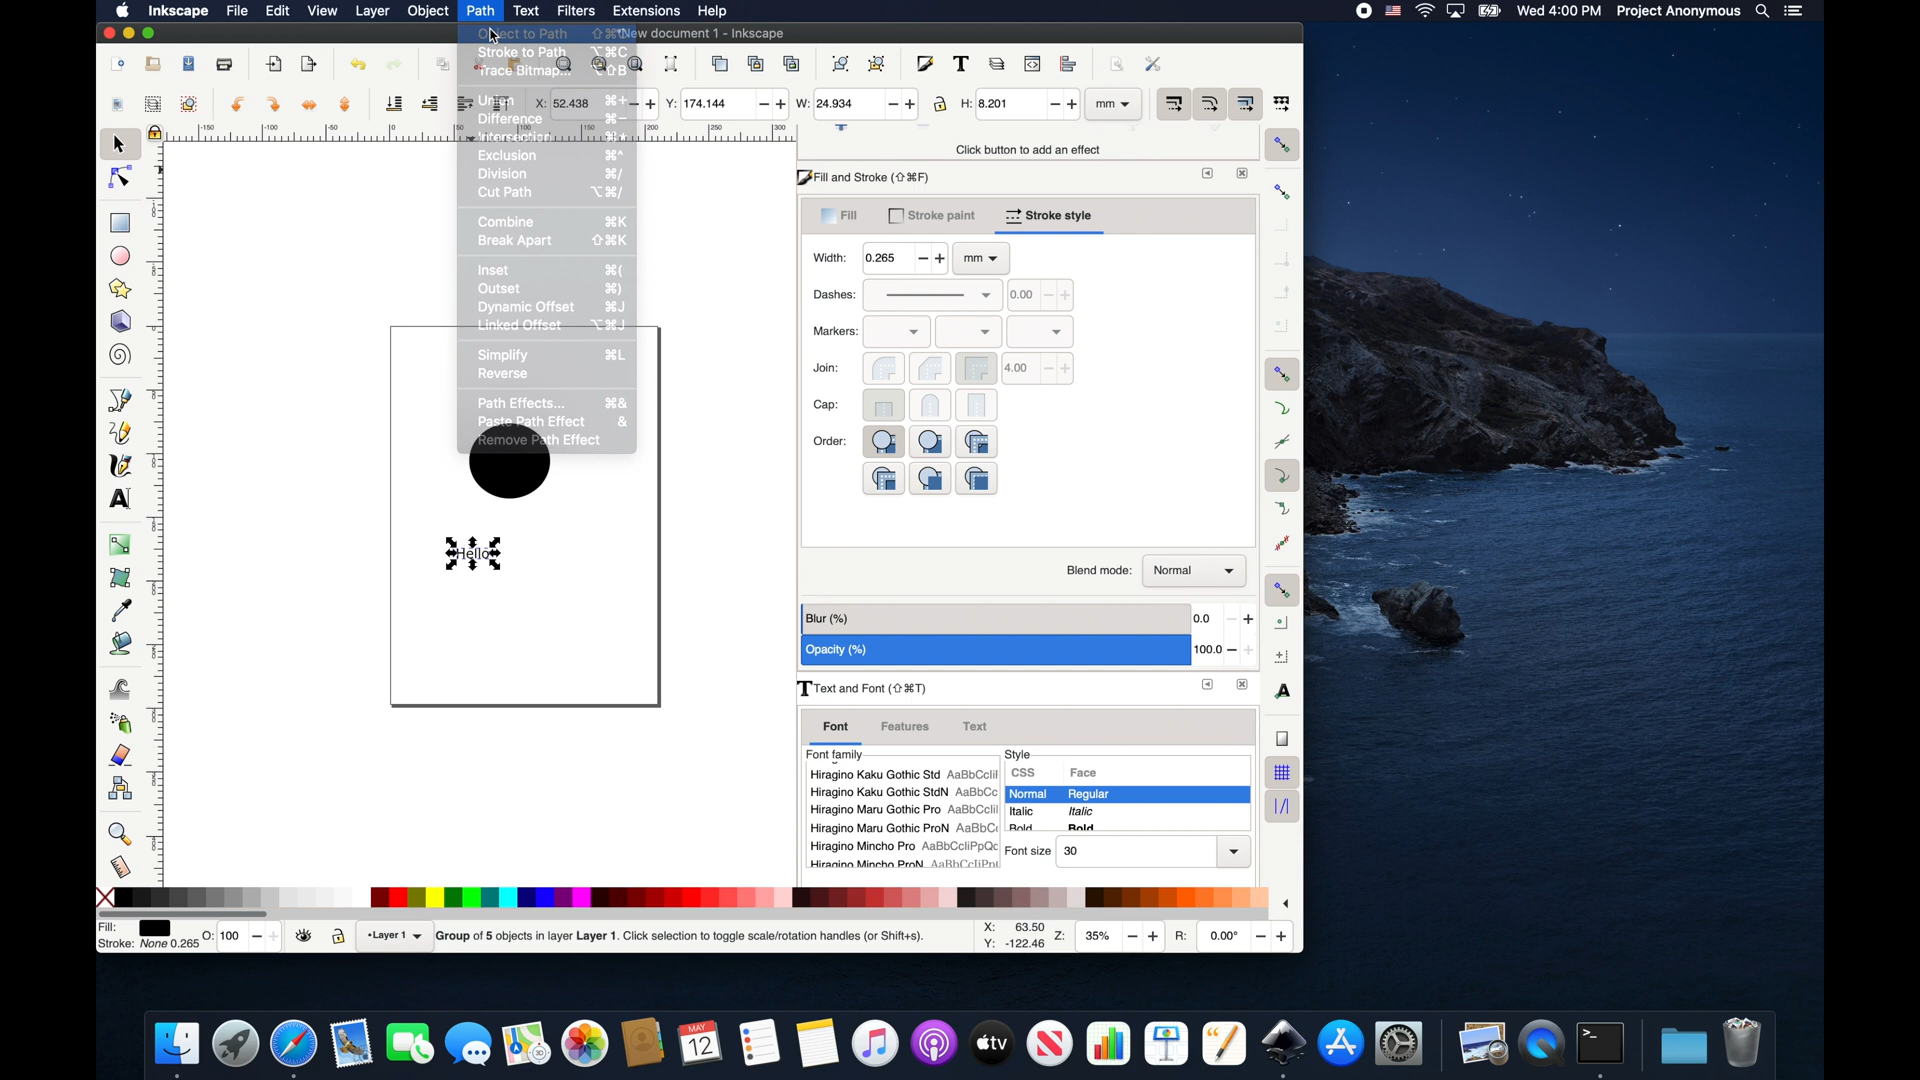 Inkscape File Edit View Layer Object Path Text Filters Extensions Help
Wed 4:00 PM Project Anonymous
New document 1 - Inkscape
Object to Path
Stroke to Path ⌥⌘C
Trace Bitmap... ⌥⇧B
Union ⌘+
Difference ⌘-
Intersection
Exclusion ⌘^
Division ⌘/
Cut Path ⌥⌘/
Combine ⌘K
Break Apart ⇧⌘K
Inset ⌘(
Outset ⌘)
Dynamic Offset ⌘J
Linked Offset ⌥⌘J
Simplify ⌘L
Reverse
Path Effects... ⌘&
Paste Path Effect &
Remove Path Effect
X: 52.438 Y: 174.144 W: 24.934 H: 8.201 mm
Hello
Click button to add an effect
Fill and Stroke (⇧⌘F)
Fill Stroke paint Stroke style
Width: 0.265 mm
Dashes: 0.00
Markers:
Join: 4.00
Cap:
Order:
Blend mode: Normal
Blur (%) 0.0
Opacity (%) 100.0
Text and Font (⇧⌘T)
Font Features Text
Font family Style
CSS Face
Hiragino Kaku Gothic Std
Hiragino Kaku Gothic StdN
Hiragino Maru Gothic Pro
Hiragino Maru Gothic ProN
Hiragino Mincho Pro
Hiragino Mincho ProN
Normal Regular
Italic Italic
Bold Bold
Font size 30
Fill:
Stroke: None 0.265
O: 100
•Layer 1
Group of 5 objects in layer Layer 1. Click selection to toggle scale/rotation handles (or Shift+s).
X: 63.50
Y: -122.46
Z: 35% R: 0.00°
MAY
12
tv